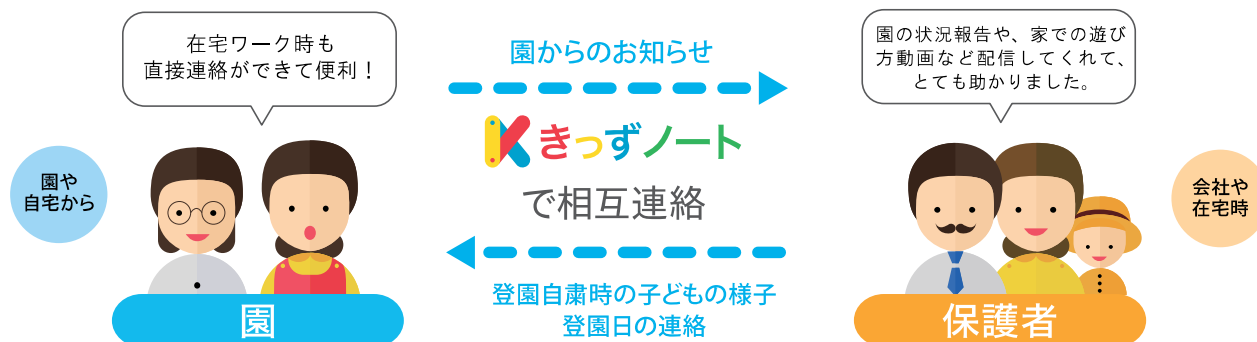 在宅ワーク時も
直接連絡ができて便利！
園や
自宅から
園
園からのお知らせ
きっずノート
で相互連絡
登園自粛時の子どもの様子
登園日の連絡
園の状況報告や、家での遊び
方動画など配信してくれて、
とても助かりました。
会社や
在宅時
保護者